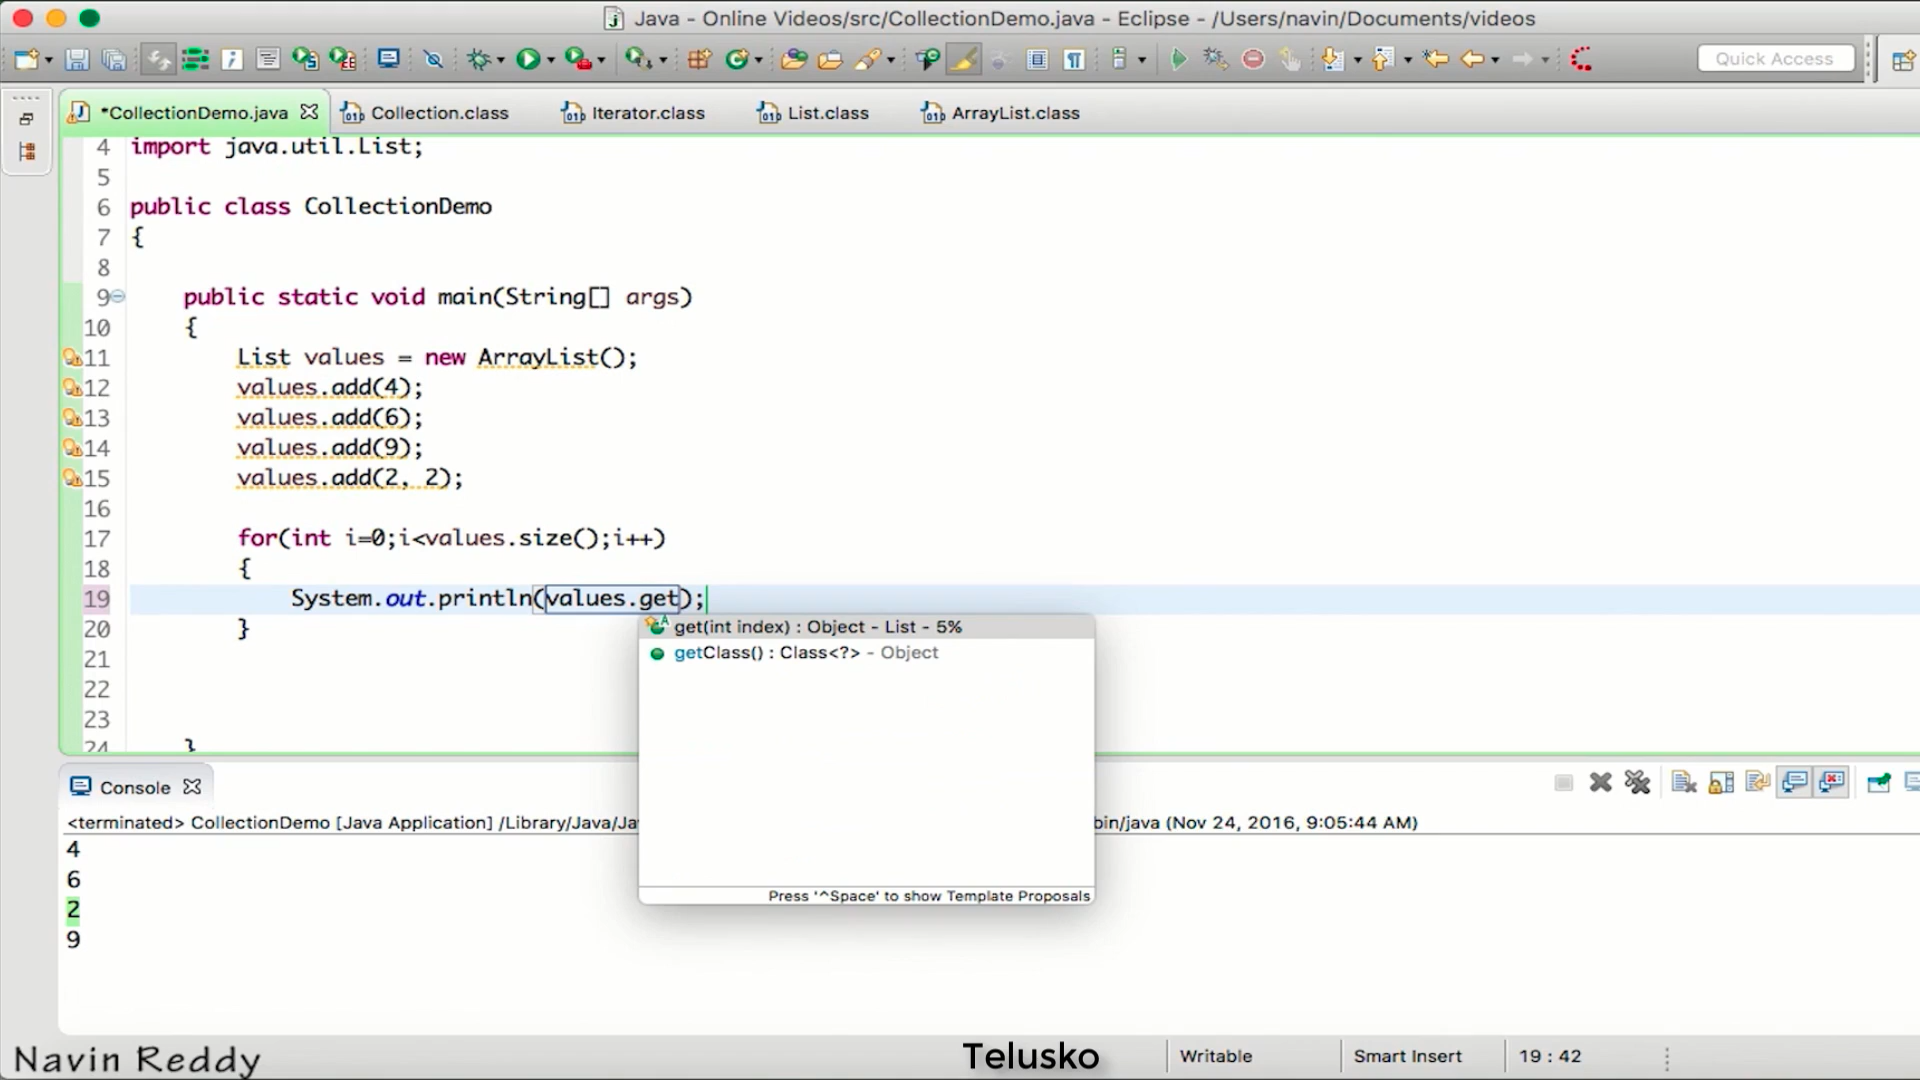 Java - Online Videos/src/CollectionDemo.java - Eclipse - /Users/navin/Documents/videos
Quick Access
*CollectionDemo.java Collection.class Iterator.class List.class ArrayList.class
4 import java.util.List;
5
6 public class CollectionDemo
7 {
8
9 public static void main(String[] args)
10 {
11 List values = new ArrayList();
12 values.add(4);
13 values.add(6);
14 values.add(9);
15 values.add(2, 2);
16
17 for(int i=0;i<values.size();i++)
18 {
19 System.out.println(values.get);
20 }
21
22
23
24 }
get(int index) : Object - List - 5%
getClass() : Class<?> - Object
Press '^Space' to show Template Proposals
Console
<terminated> CollectionDemo [Java Application] /Library/Java/Ja bin/java (Nov 24, 2016, 9:05:44 AM)
4
6
2
9
Navin Reddy
Telusko
Writable
Smart Insert
19 : 42